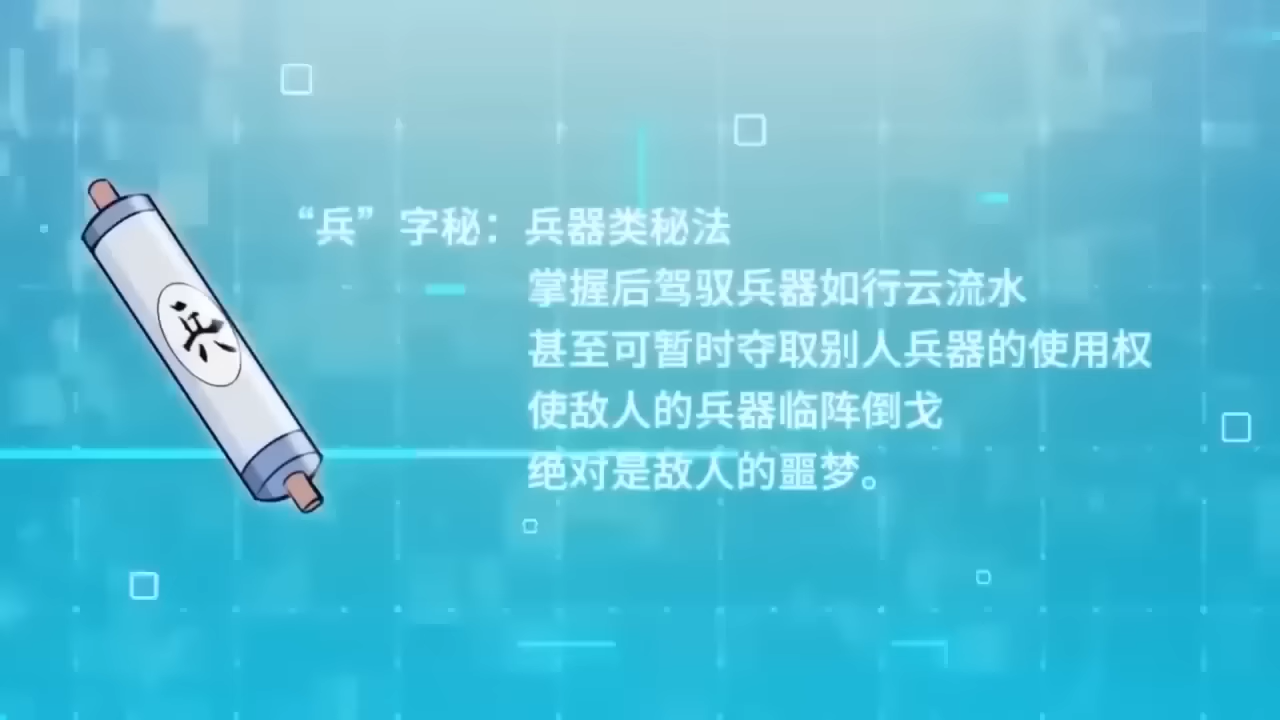 兵
“兵”字秘：兵器类秘法
掌握后驾驭兵器如行云流水
甚至可暂时夺取别人兵器的使用权
使敌人的兵器临阵倒戈
绝对是敌人的噩梦。